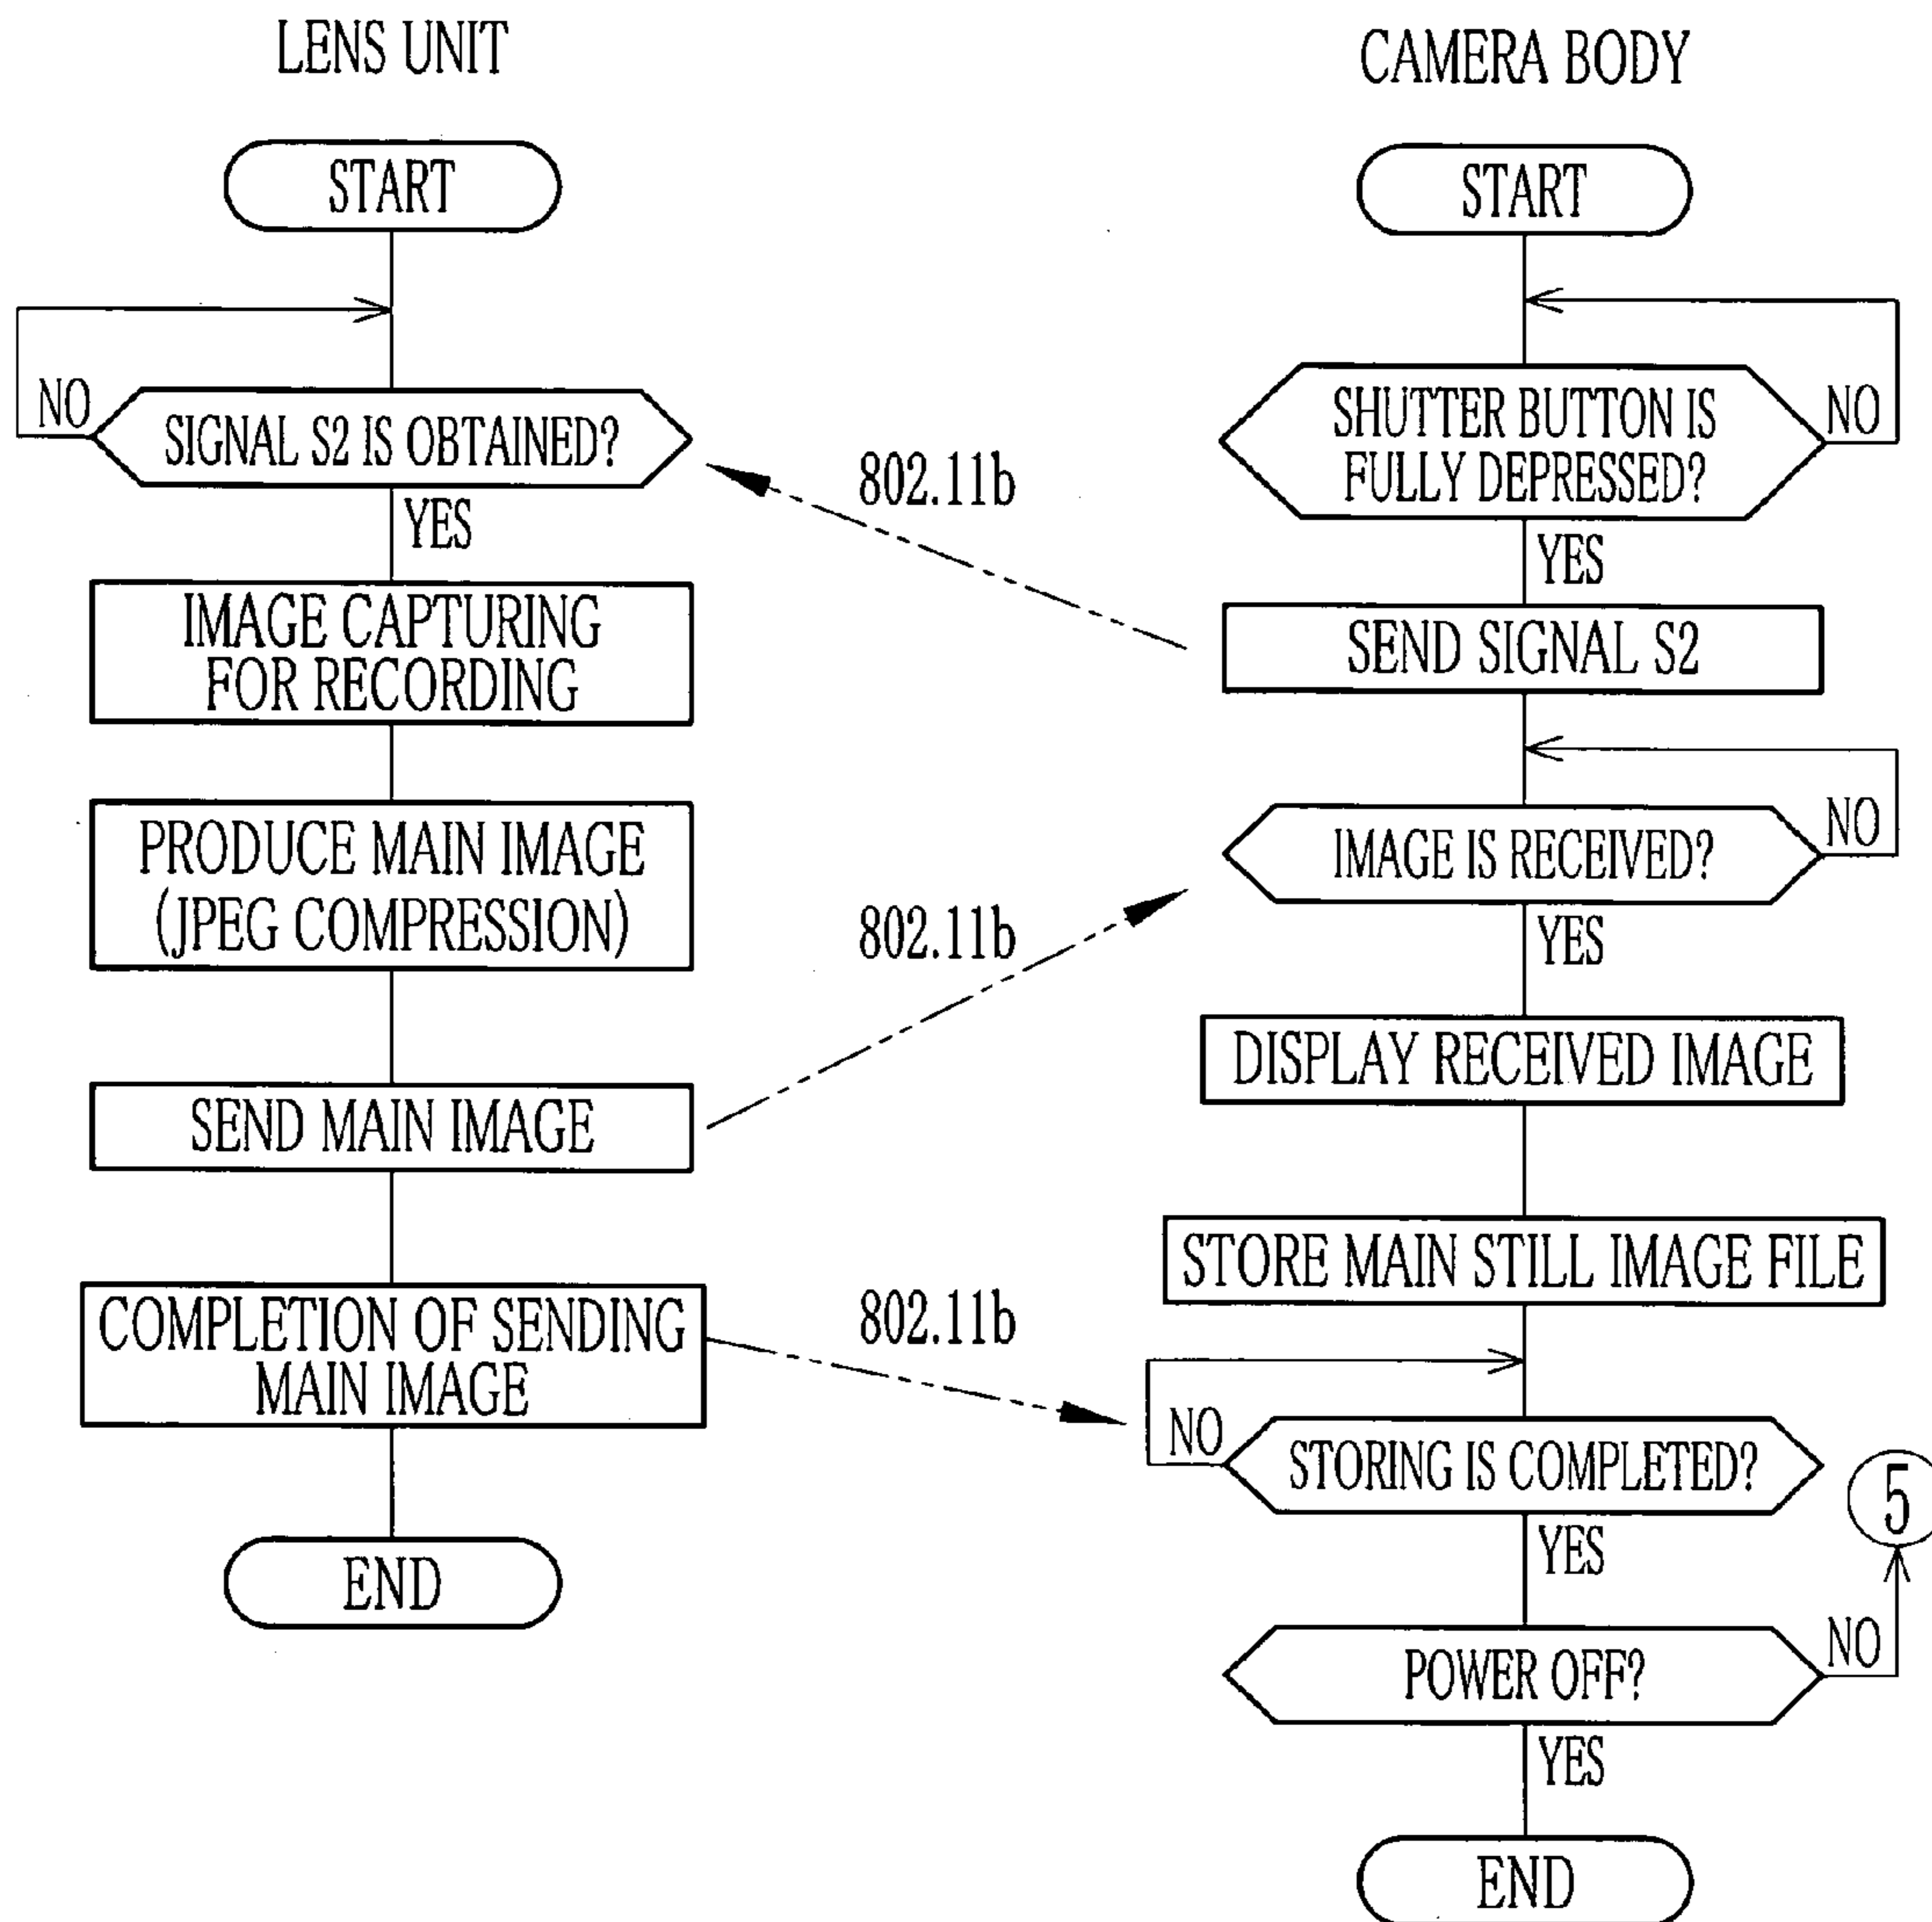 LENS UNIT
START
NO
SIGNAL S2 IS OBTAINED?
YES
IMAGE CAPTURING
FOR RECORDING
PRODUCE MAIN IMAGE
(JPEG COMPRESSION)
SEND MAIN IMAGE
COMPLETION OF SENDING
MAIN IMAGE
END
802.11b
802.11b
802.11b
CAMERA BODY
START
SHUTTER BUTTON IS
FULLY DEPRESSED?
NO
YES
SEND SIGNAL S2
IMAGE IS RECEIVED?
NO
YES
DISPLAY RECEIVED IMAGE
STORE MAIN STILL IMAGE FILE
NO
STORING IS COMPLETED?
YES
5
POWER OFF?
NO
YES
END